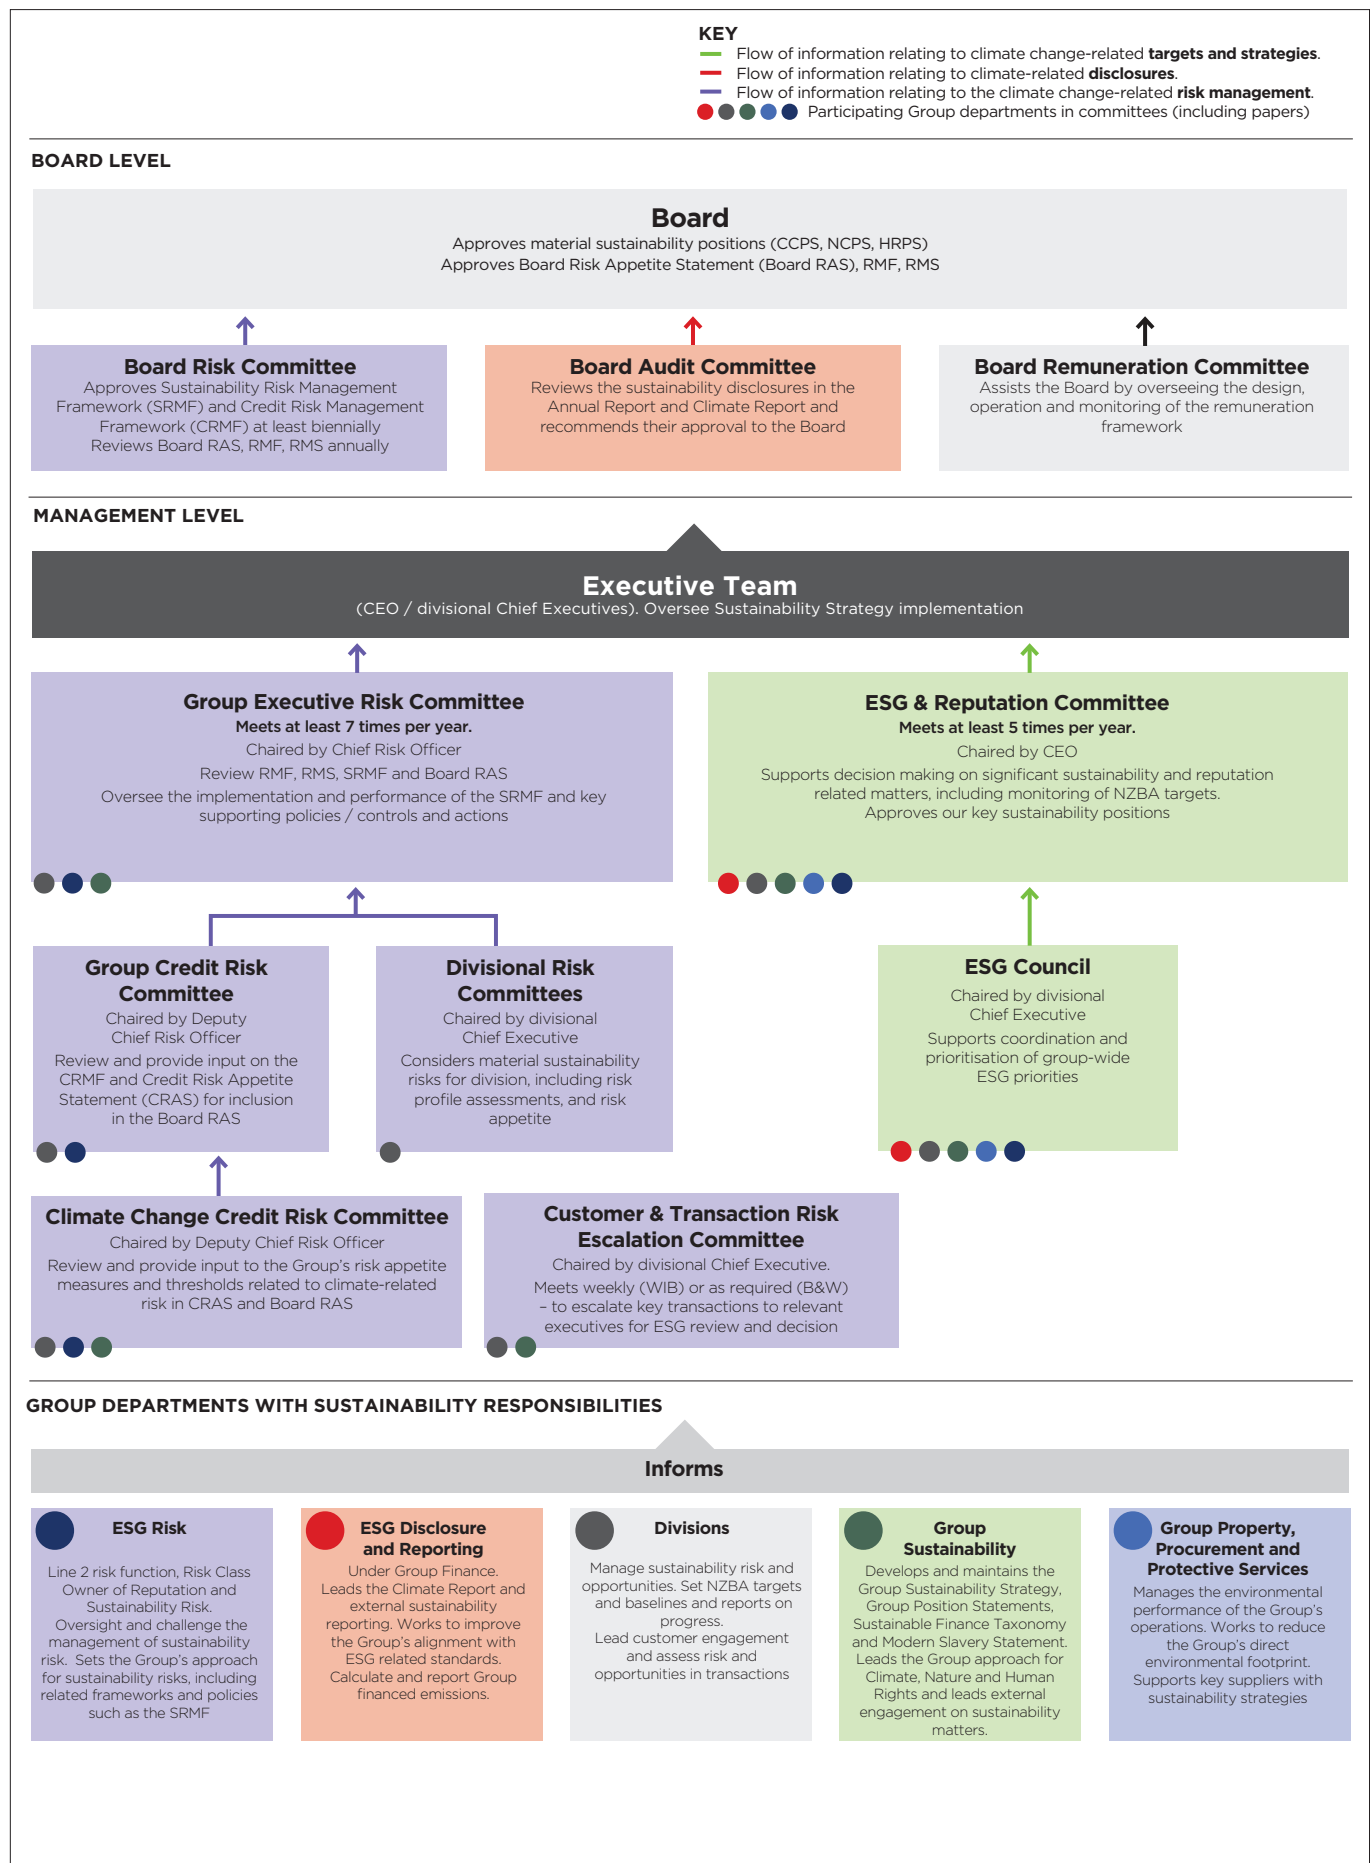 KEY
Flow of information relating to climate change-related targets and strategies.
Flow of information relating to climate-related disclosures.
Flow of information relating to the climate change-related risk management.
Participating Group departments in committees (including papers)
BOARD LEVEL
Board
Approves material sustainability positions (CCPS, NCPS, HRPS)
Approves Board Risk Appetite Statement (Board RAS), RMF, RMS
Board Risk Committee
Approves Sustainability Risk Management
Framework (SRMF) and Credit Risk Management
Framework (CRMF) at least biennially
Reviews Board RAS, RMF, RMS annually
Board Audit Committee
Reviews the sustainability disclosures in the
Annual Report and Climate Report and
recommends their approval to the Board
Board Remuneration Committee
Assists the Board by overseeing the design,
operation and monitoring of the remuneration
framework
MANAGEMENT LEVEL
Executive Team
(CEO / divisional Chief Executives). Oversee Sustainability Strategy implementation
Group Executive Risk Committee
Meets at least 7 times per year.
Chaired by Chief Risk Officer
Review RMF, RMS, SRMF and Board RAS
Oversee the implementation and performance of the SRMF and key
supporting policies / controls and actions
ESG & Reputation Committee
Meets at least 5 times per year.
Chaired by CEO
Supports decision making on significant sustainability and reputation
related matters, including monitoring of NZBA targets.
Approves our key sustainability positions
Group Credit Risk
Committee
Chaired by Deputy
Chief Risk Officer
Review and provide input on the
CRMF and Credit Risk Appetite
Statement (CRAS) for inclusion
in the Board RAS
Divisional Risk
Committees
Chaired by divisional
Chief Executive
Considers material sustainability
risks for division, including risk
profile assessments, and risk
appetite
ESG Council
Chaired by divisional
Chief Executive
Supports coordination and
prioritisation of group-wide
ESG priorities
Climate Change Credit Risk Committee
Chaired by Deputy Chief Risk Officer
Review and provide input to the Group's risk appetite
measures and thresholds related to climate-related
risk in CRAS and Board RAS
Customer & Transaction Risk
Escalation Committee
Chaired by divisional Chief Executive.
Meets weekly (WIB) or as required (B&W)
– to escalate key transactions to relevant
executives for ESG review and decision
GROUP DEPARTMENTS WITH SUSTAINABILITY RESPONSIBILITIES
Informs
ESG Risk
Line 2 risk function, Risk Class
Owner of Reputation and
Sustainability Risk.
Oversight and challenge the
management of sustainability
risk. Sets the Group's approach
for sustainability risks, including
related frameworks and policies
such as the SRMF
ESG Disclosure
and Reporting
Under Group Finance.
Leads the Climate Report and
external sustainability
reporting. Works to improve
the Group's alignment with
ESG related standards.
Calculate and report Group
financed emissions.
Divisions
Manage sustainability risk and
opportunities. Set NZBA targets
and baselines and reports on
progress.
Lead customer engagement
and assess risk and
opportunities in transactions
Group
Sustainability
Develops and maintains the
Group Sustainability Strategy,
Group Position Statements,
Sustainable Finance Taxonomy
and Modern Slavery Statement.
Leads the Group approach for
Climate, Nature and Human
Rights and leads external
engagement on sustainability
matters.
Group Property,
Procurement and
Protective Services
Manages the environmental
performance of the Group's
operations. Works to reduce
the Group's direct
environmental footprint.
Supports key suppliers with
sustainability strategies